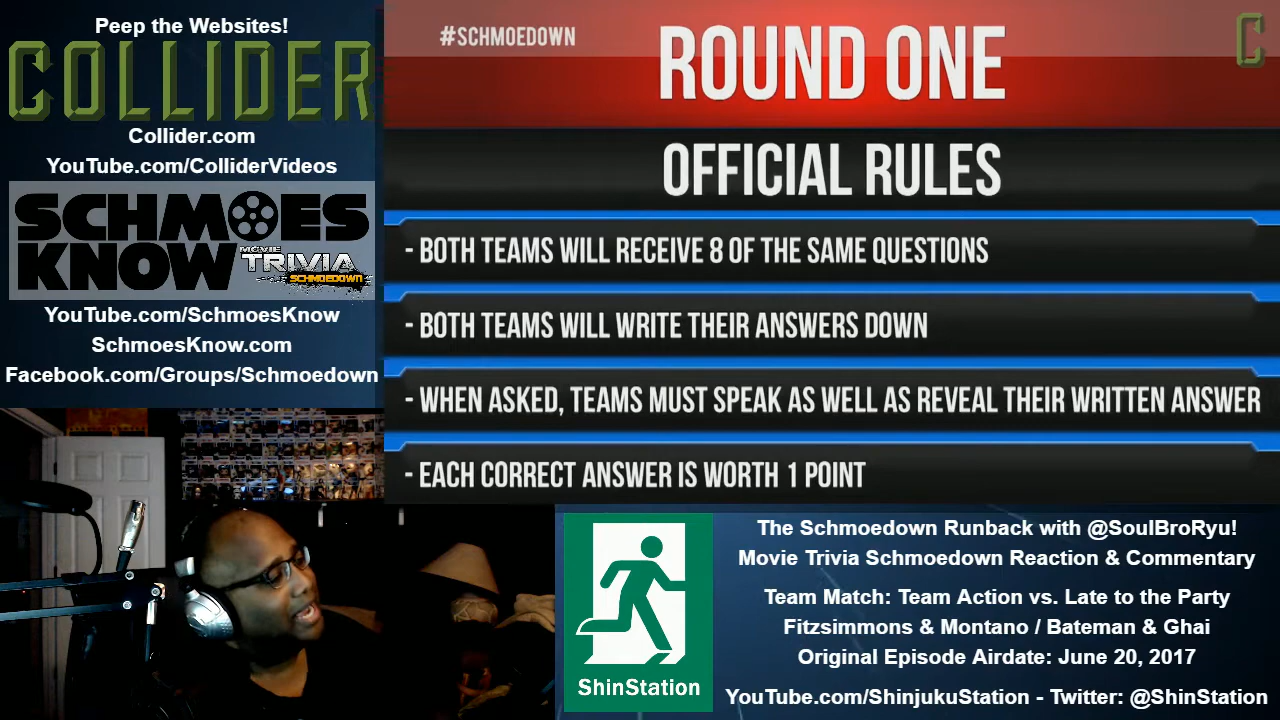 Peep the Websites!
COLLIDER
Collider.com
YouTube.com/ColliderVideos
SCHMOES
KNOW
MOVIE
TRIVIA
SCHMOEDOWN
YouTube.com/SchmoesKnow
SchmoesKnow.com
Facebook.com/Groups/Schmoedown
#SCHMOEDOWN
C
ROUND ONE
OFFICIAL RULES
- BOTH TEAMS WILL RECEIVE 8 OF THE SAME QUESTIONS
- BOTH TEAMS WILL WRITE THEIR ANSWERS DOWN
- WHEN ASKED, TEAMS MUST SPEAK AS WELL AS REVEAL THEIR WRITTEN ANSWER
- EACH CORRECT ANSWER IS WORTH 1 POINT
ShinStation
The Schmoedown Runback with @SoulBroRyu!
Movie Trivia Schmoedown Reaction & Commentary
Team Match: Team Action vs. Late to the Party
Fitzsimmons & Montano / Bateman & Ghai
Original Episode Airdate: June 20, 2017
YouTube.com/ShinjukuStation - Twitter: @ShinStation